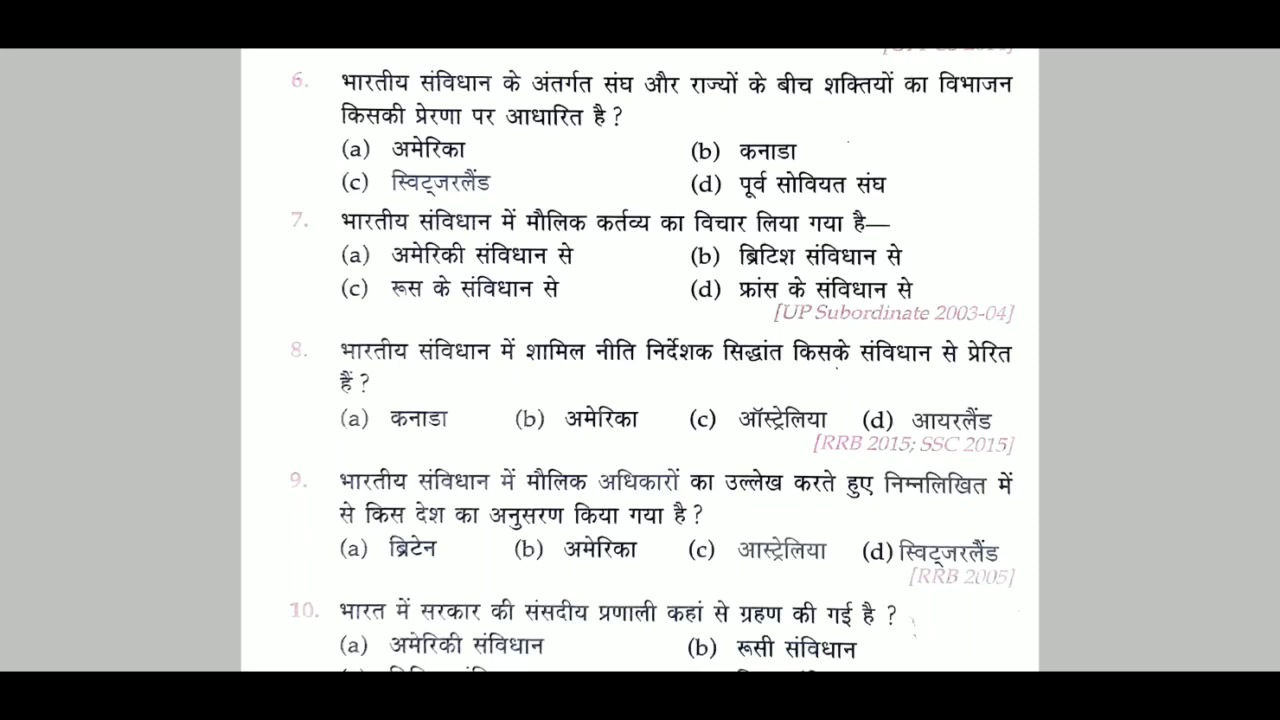 6. भारतीय संविधान के अंतर्गत संघ और राज्यों के बीच शक्तियों का विभाजन
किसकी प्रेरणा पर आधारित है ?
(a) अमेरिका (b) कनाडा
(c) स्विट्जरलैंड (d) पूर्व सोवियत संघ
7. भारतीय संविधान में मौलिक कर्तव्य का विचार लिया गया है—
(a) अमेरिकी संविधान से (b) ब्रिटिश संविधान से
(c) रूस के संविधान से (d) फ्रांस के संविधान से
[UP Subordinate 2003-04]
8. भारतीय संविधान में शामिल नीति निर्देशक सिद्धांत किसके संविधान से प्रेरित
हैं ?
(a) कनाडा (b) अमेरिका (c) ऑस्ट्रेलिया (d) आयरलैंड
[RRB 2015; SSC 2015]
9. भारतीय संविधान में मौलिक अधिकारों का उल्लेख करते हुए निम्नलिखित में
से किस देश का अनुसरण किया गया है ?
(a) ब्रिटेन (b) अमेरिका (c) आस्ट्रेलिया (d) स्विट्जरलैंड
[RRB 2005]
10. भारत में सरकार की संसदीय प्रणाली कहां से ग्रहण की गई है ?
(a) अमेरिकी संविधान (b) रूसी संविधान